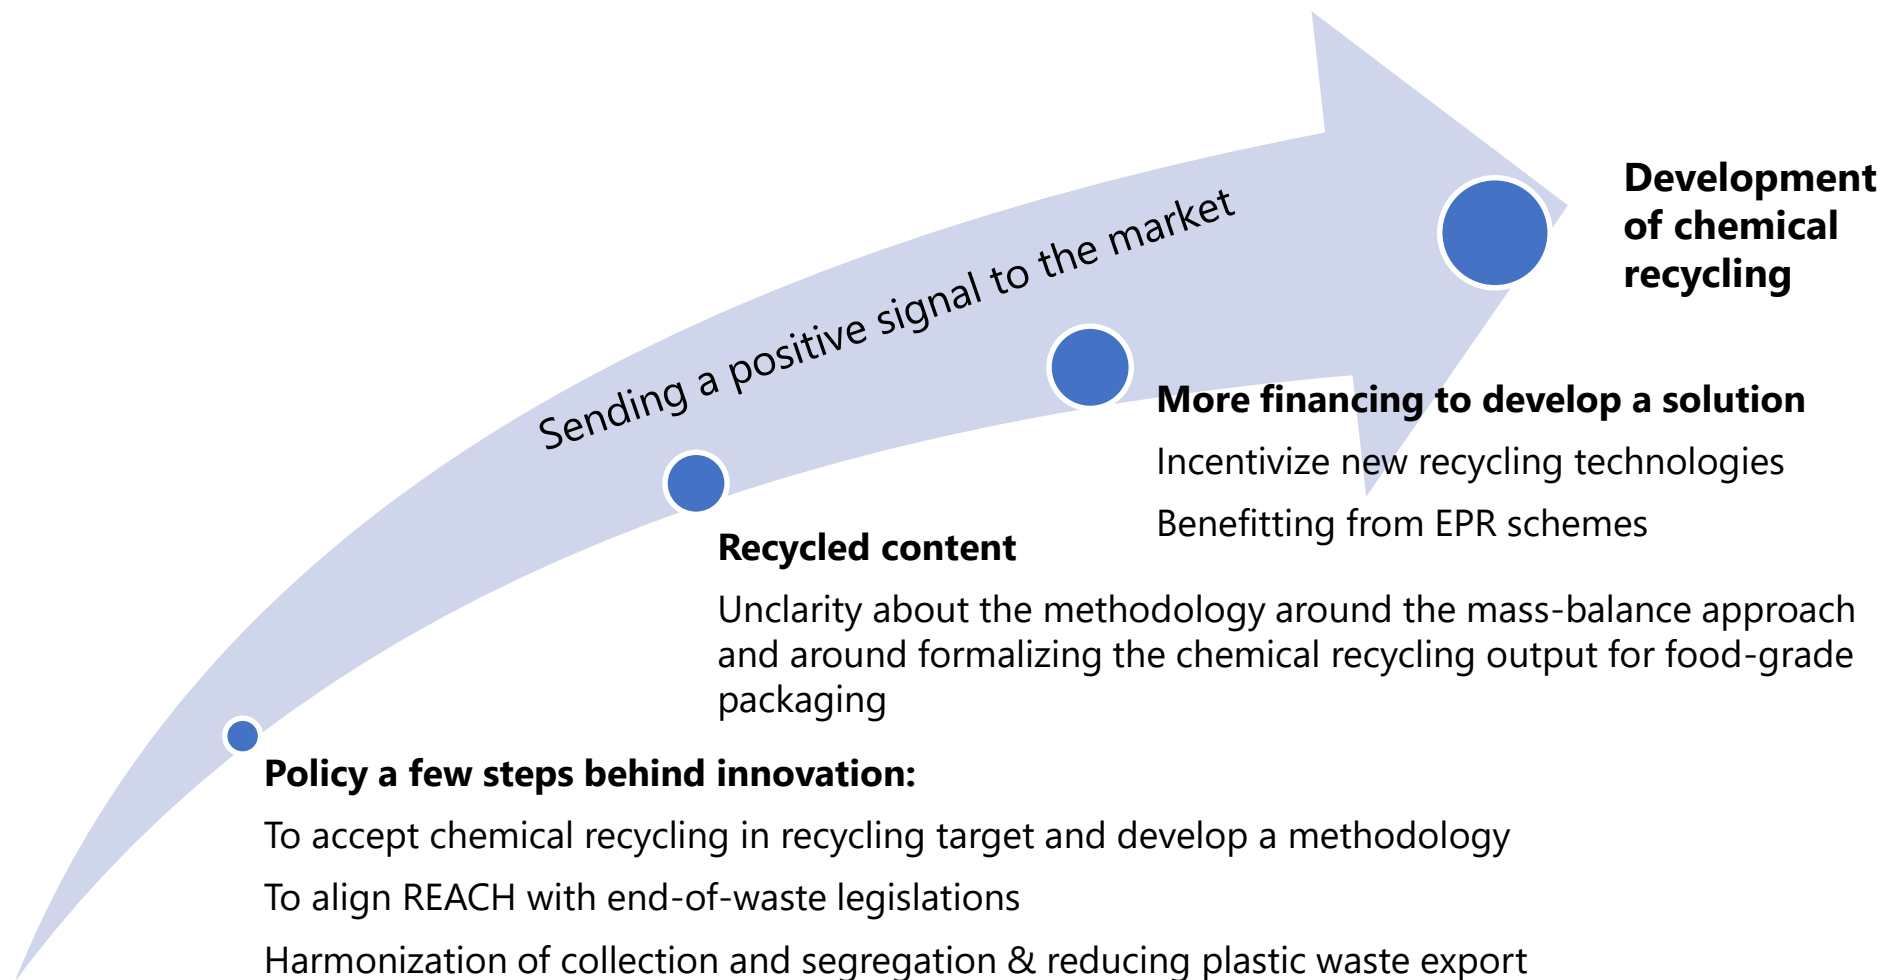 Development
of chemical
recycling
Sending a positive signal to the market
More financing to develop a solution
Incentivize new recycling technologies
Benefitting from EPR schemes
Recycled content
Unclarity about the methodology around the mass-balance approach
and around formalizing the chemical recycling output for food-grade
packaging
Policy a few steps behind innovation:
To accept chemical recycling in recycling target and develop a methodology
To align REACH with end-of-waste legislations
Harmonization of collection and segregation & reducing plastic waste export